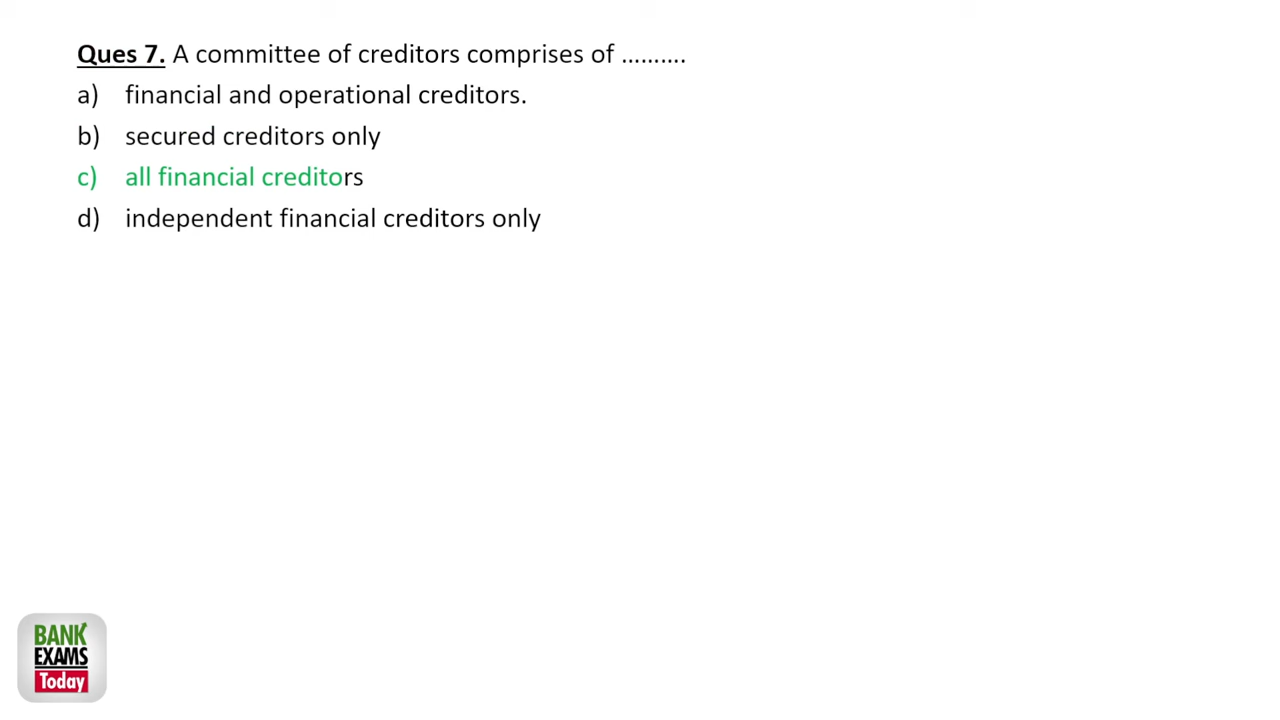 Ques 7. A committee of creditors comprises of ..........
a) financial and operational creditors.
b) secured creditors only
c) all financial creditors
d) independent financial creditors only
BANK
EXAMS
Today